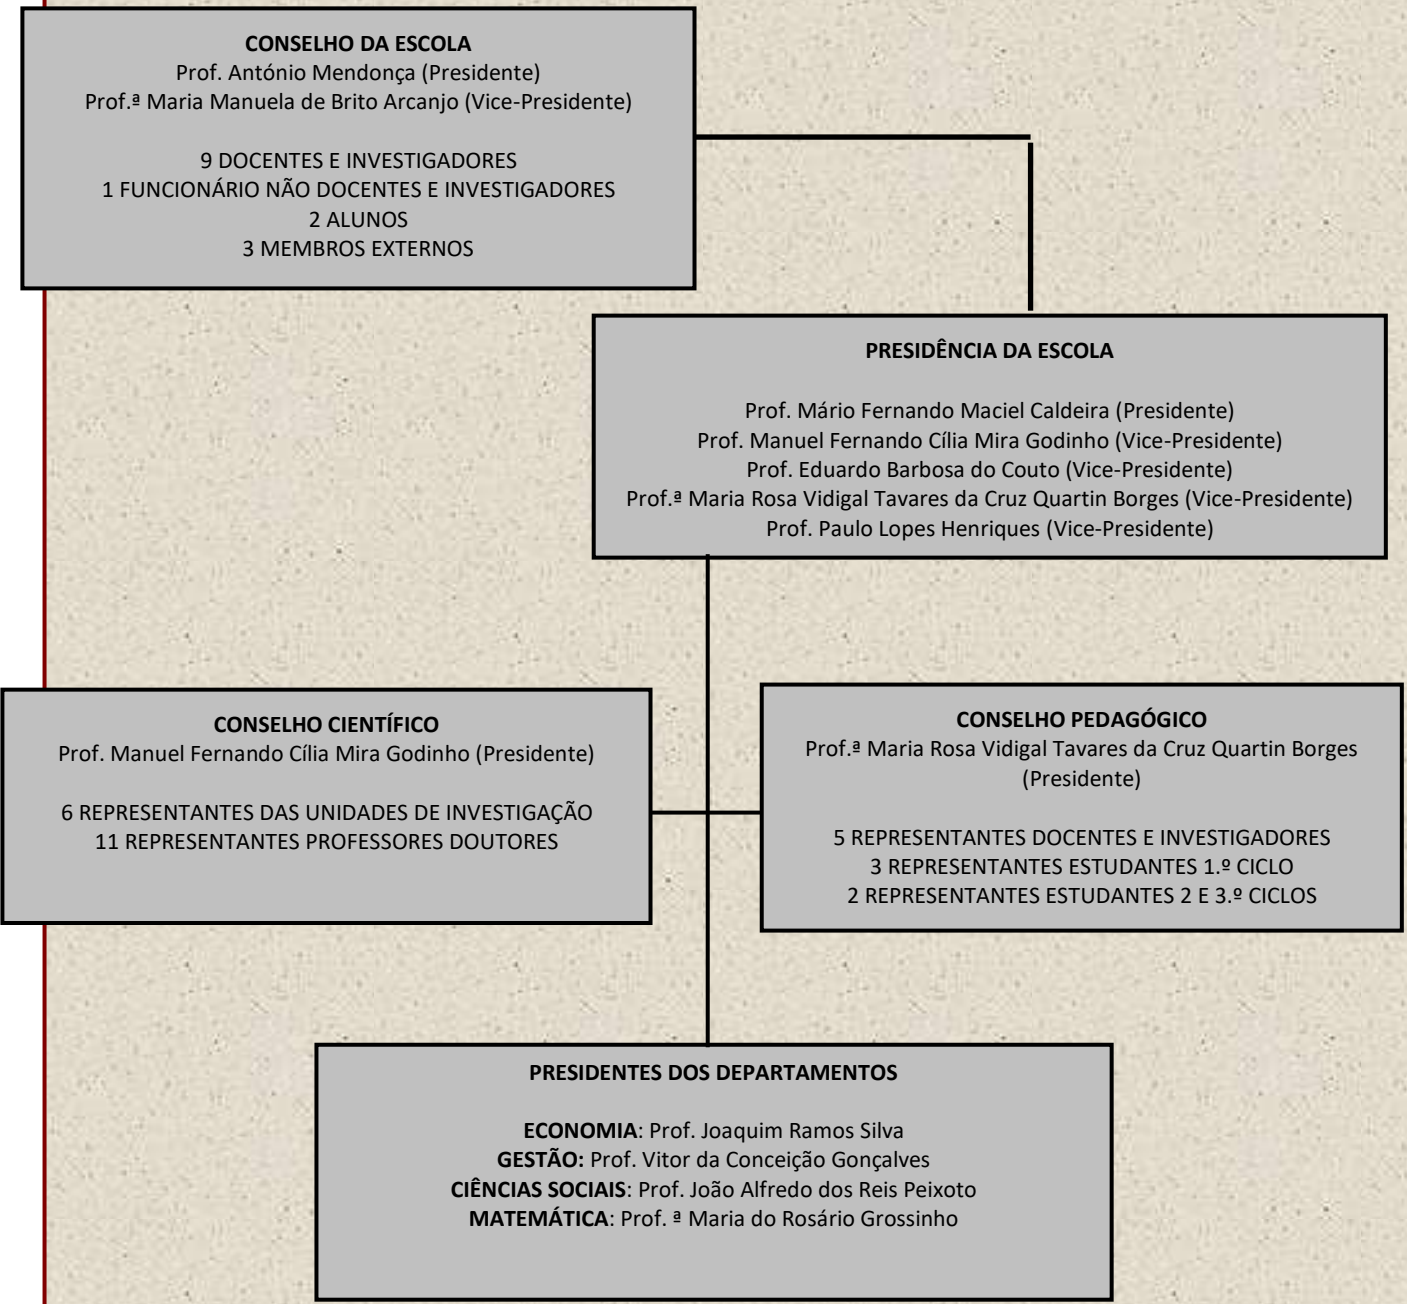 CONSELHO DA ESCOLA
Prof. António Mendonça (Presidente)
Prof.ª Maria Manuela de Brito Arcanjo (Vice-Presidente)
9 DOCENTES E INVESTIGADORES
1 FUNCIONÁRIO NÃO DOCENTES E INVESTIGADORES
2 ALUNOS
3 MEMBROS EXTERNOS
PRESIDÊNCIA DA ESCOLA
Prof. Mário Fernando Maciel Caldeira (Presidente)
Prof. Manuel Fernando Cília Mira Godinho (Vice-Presidente)
Prof. Eduardo Barbosa do Couto (Vice-Presidente)
Prof.ª Maria Rosa Vidigal Tavares da Cruz Quartin Borges (Vice-Presidente)
Prof. Paulo Lopes Henriques (Vice-Presidente)
CONSELHO CIENTÍFICO
Prof. Manuel Fernando Cília Mira Godinho (Presidente)
6 REPRESENTANTES DAS UNIDADES DE INVESTIGAÇÃO
11 REPRESENTANTES PROFESSORES DOUTORES
CONSELHO PEDAGÓGICO
Prof.ª Maria Rosa Vidigal Tavares da Cruz Quartin Borges
(Presidente)
5 REPRESENTANTES DOCENTES E INVESTIGADORES
3 REPRESENTANTES ESTUDANTES 1.º CICLO
2 REPRESENTANTES ESTUDANTES 2 E 3.º CICLOS
PRESIDENTES DOS DEPARTAMENTOS
ECONOMIA: Prof. Joaquim Ramos Silva
GESTÃO: Prof. Vitor da Conceição Gonçalves
CIÊNCIAS SOCIAIS: Prof. João Alfredo dos Reis Peixoto
MATEMÁTICA: Prof. ª Maria do Rosário Grossinho